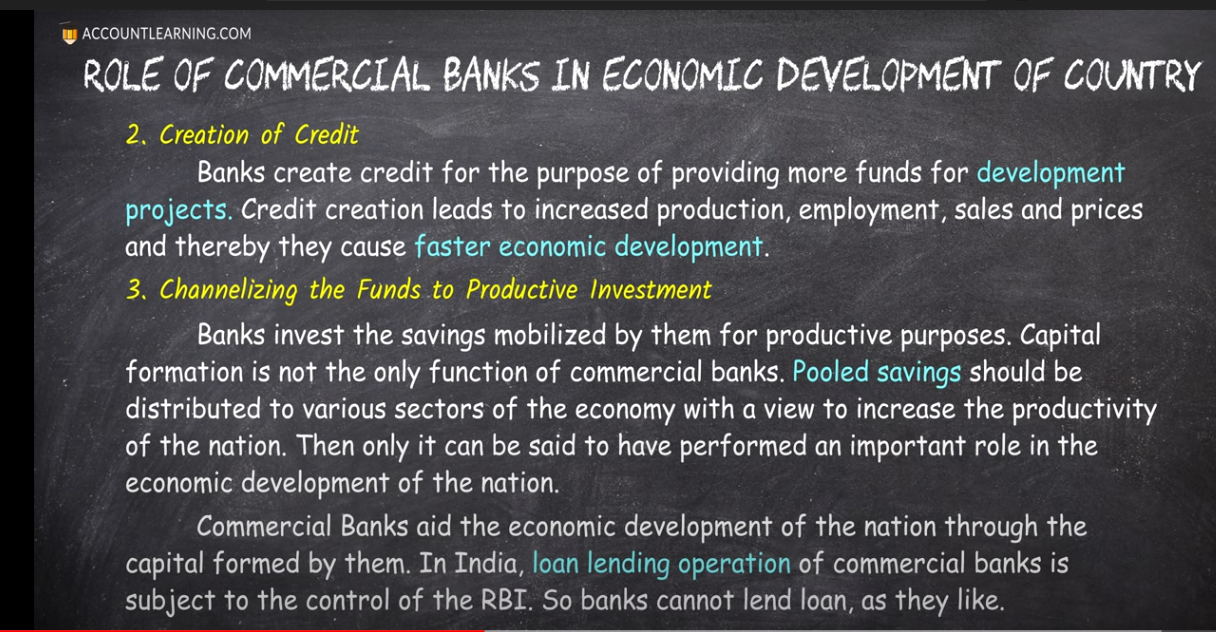 ACCOUNTLEARNING.COM
ROLE OF COMMERCIAL BANKS IN ECONOMIC DEVELOPMENT OF COUNTRY
2. Creation of Credit
Banks create credit for the purpose of providing more funds for development
projects. Credit creation leads to increased production, employment, sales and prices
and thereby they cause faster economic development.
3. Channelizing the Funds to Productive Investment
Banks invest the savings mobilized by them for productive purposes. Capital
formation is not the only function of commercial banks. Pooled savings should be
distributed to various sectors of the economy with a view to increase the productivity
of the nation. Then only it can be said to have performed an important role in the
economic development of the nation.
Commercial Banks aid the economic development of the nation through the
capital formed by them. In India, loan lending operation of commercial banks is
subject to the control of the RBI. So banks cannot lend loan, as they like.